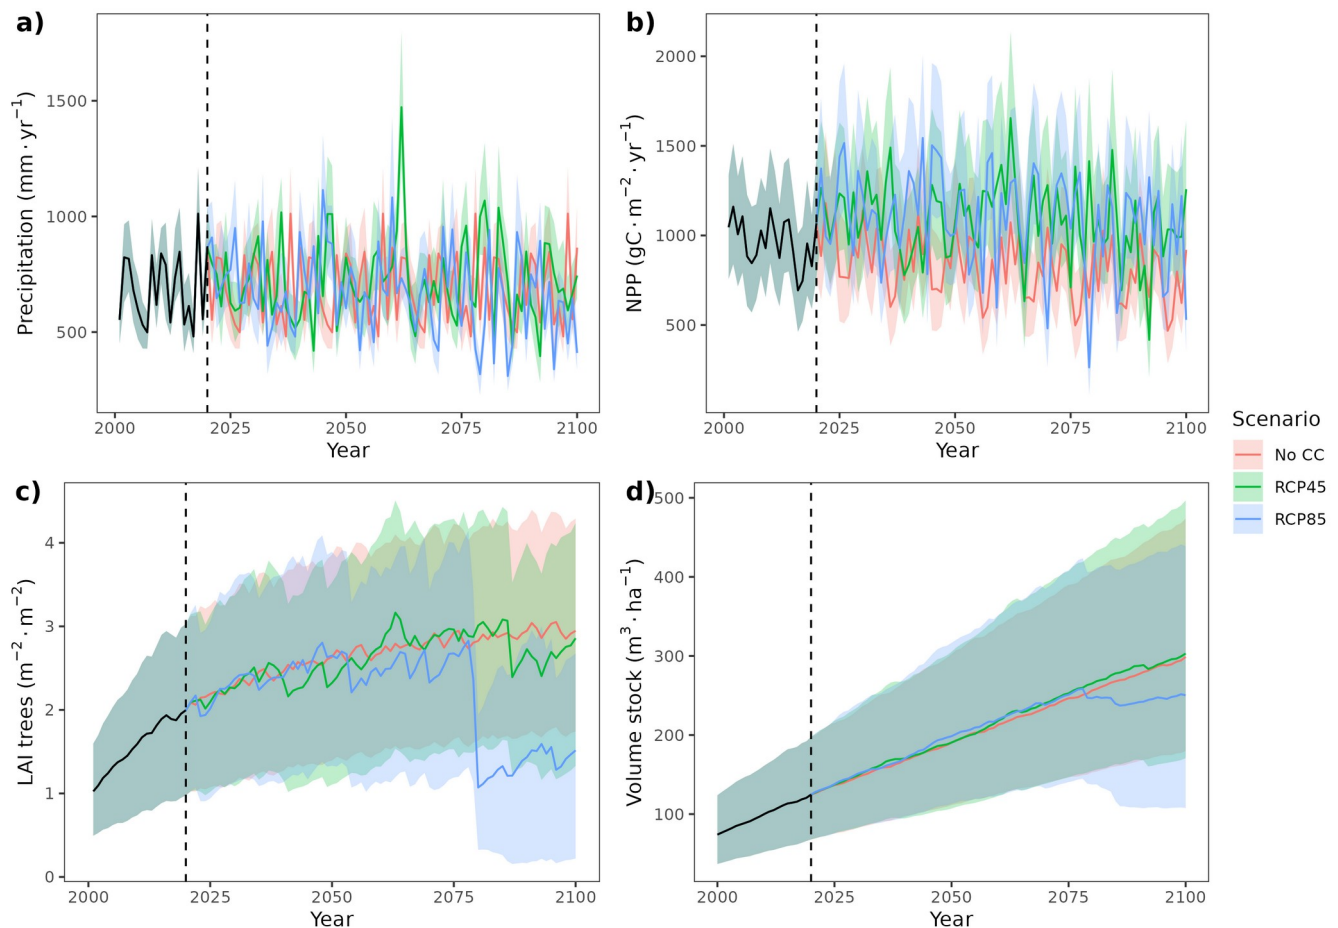 a)
Precipitation (mm · yr⁻¹)
1500
1000
500
2000 2025 2050 2075 2100
Year
b)
NPP (gC · m⁻² · yr⁻¹)
2000
1500
1000
500
2000 2025 2050 2075 2100
Year
c)
LAI trees (m⁻² · m⁻²)
4
3
2
1
0
2000 2025 2050 2075 2100
Year
d)
Volume stock (m³ · ha⁻¹)
500
400
300
200
100
2000 2025 2050 2075 2100
Year
Scenario
No CC
RCP45
RCP85